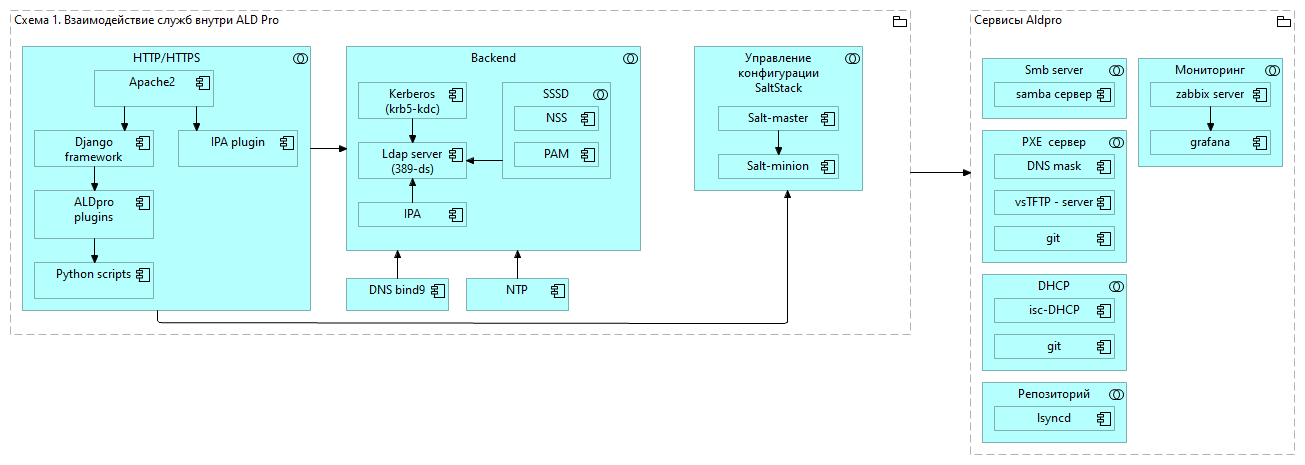 Схема 1. Взаимодействие служб внутри ALD Pro
HTTP/HTTPS
Apache2
Django
framework
IPA plugin
ALDpro
plugins
Python scripts
Backend
Kerberos
(krb5-kdc)
SSSD
NSS
PAM
Ldap server
(389-ds)
IPA
DNS bind9
NTP
Управление
конфигурации
SaltStack
Salt-master
Salt-minion
Сервисы Aldpro
Smb server
samba сервер
Мониторинг
zabbix server
grafana
PXE сервер
DNS mask
vsTFTP - server
git
DHCP
isc-DHCP
git
Репозиторий
lsyncd